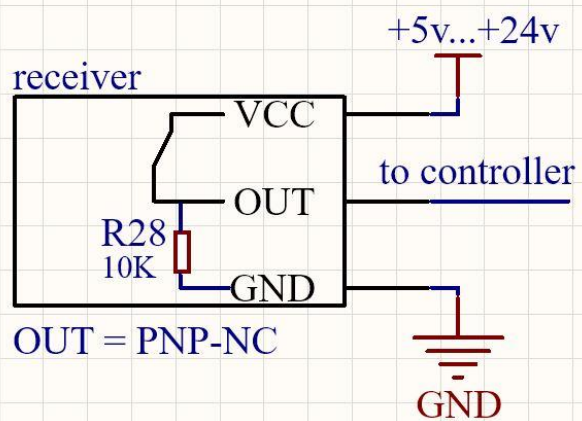 +5v...+24v
receiver
VCC
to controller
OUT
R28
10K
GND
OUT = PNP-NC
GND